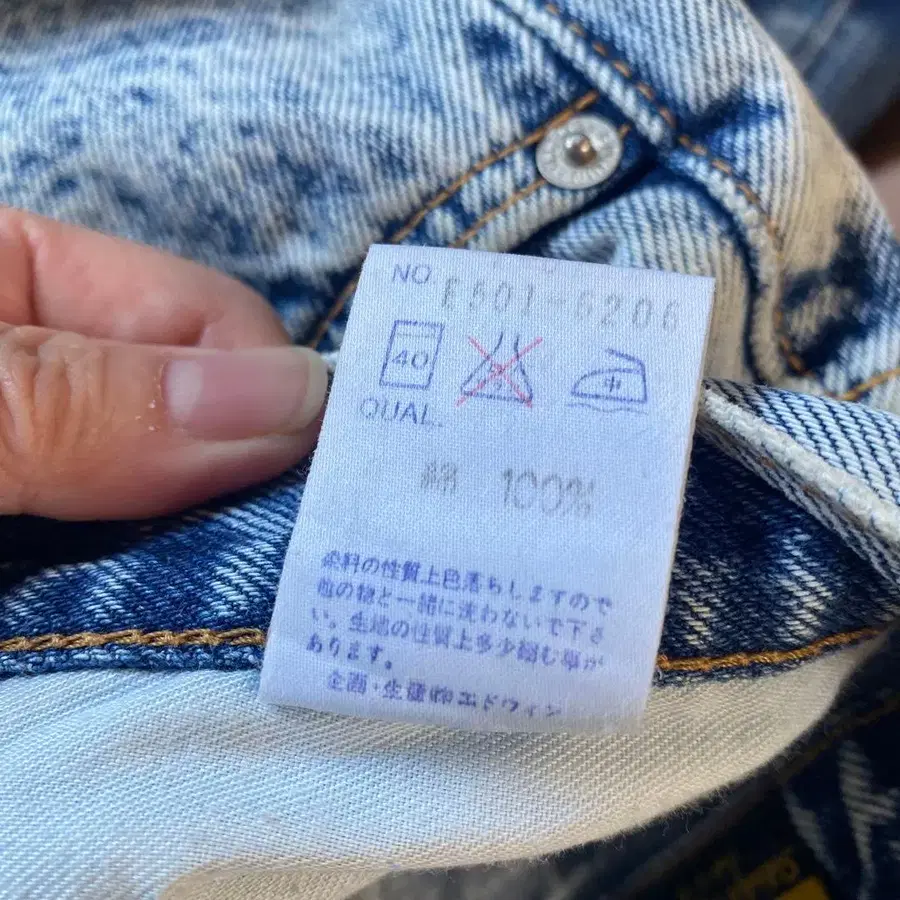 NO. E501-6206
40 中
QUAL.
綿 100%
染料の性質上色落ちしますので
他の物と一緒に洗わないで下さ
い。生地の性質上多少縮む事が
あります。
企画・生産㈱エドウィン